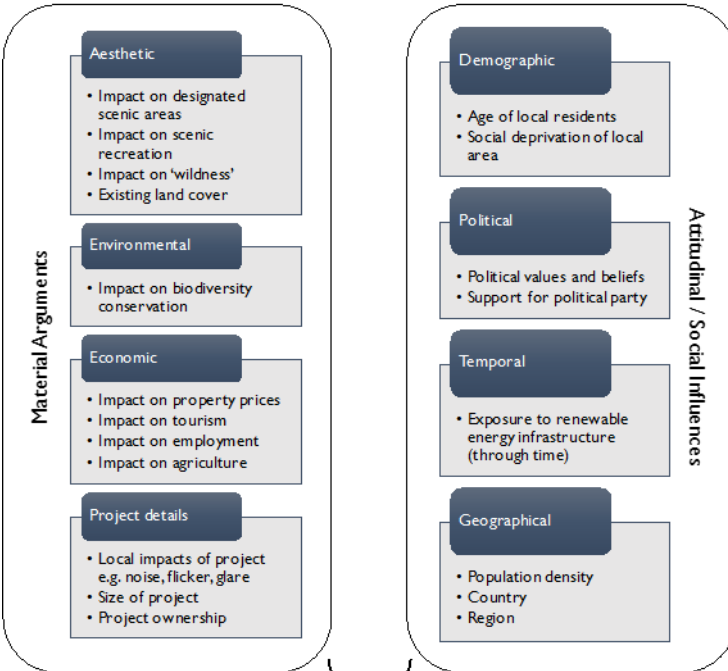 Material Arguments
Aesthetic
• Impact on designated
scenic areas
• Impact on scenic
recreation
• Impact on ‘wildness’
• Existing land cover
Environmental
• Impact on biodiversity
conservation
Economic
• Impact on property prices
• Impact on tourism
• Impact on employment
• Impact on agriculture
Project details
• Local impacts of project
e.g. noise, flicker, glare
• Size of project
• Project ownership
Attitudinal / Social Influences
Demographic
• Age of local residents
• Social deprivation of local
area
Political
• Political values and beliefs
• Support for political party
Temporal
• Exposure to renewable
energy infrastructure
(through time)
Geographical
• Population density
• Country
• Region